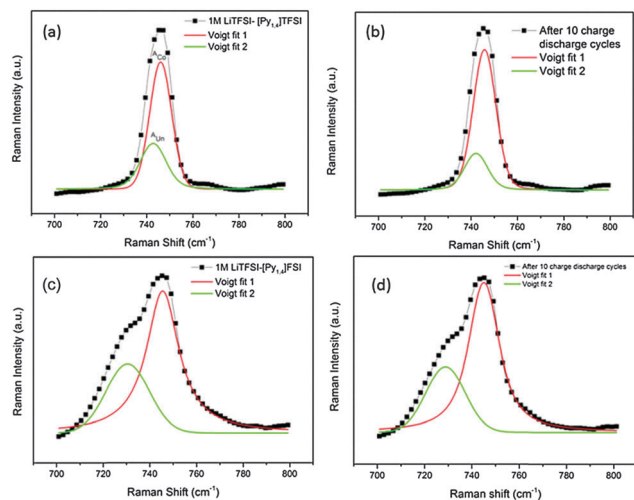 (a)
1M LiTFSI- [Py1,4]TFSI
Voigt fit 1
Voigt fit 2
ACo
AUn
Raman Intensity (a.u.)
700 720 740 760 780 800
Raman Shift (cm-1)
(b)
After 10 charge
discharge cycles
Voigt fit 1
Voigt fit 2
Raman Intensity (a.u.)
700 720 740 760 780 800
Raman Shift (cm-1)
(c)
1M LiTFSI-[Py1,4]FSI
Voigt fit 1
Voigt fit 2
Raman Intensity (a.u.)
700 720 740 760 780 800
Raman Shift (cm-1)
(d)
After 10 charge discharge cycles
Voigt fit 1
Voigt fit 2
Raman Intensity (a.u.)
700 720 740 760 780 800
Raman Shift (cm-1)